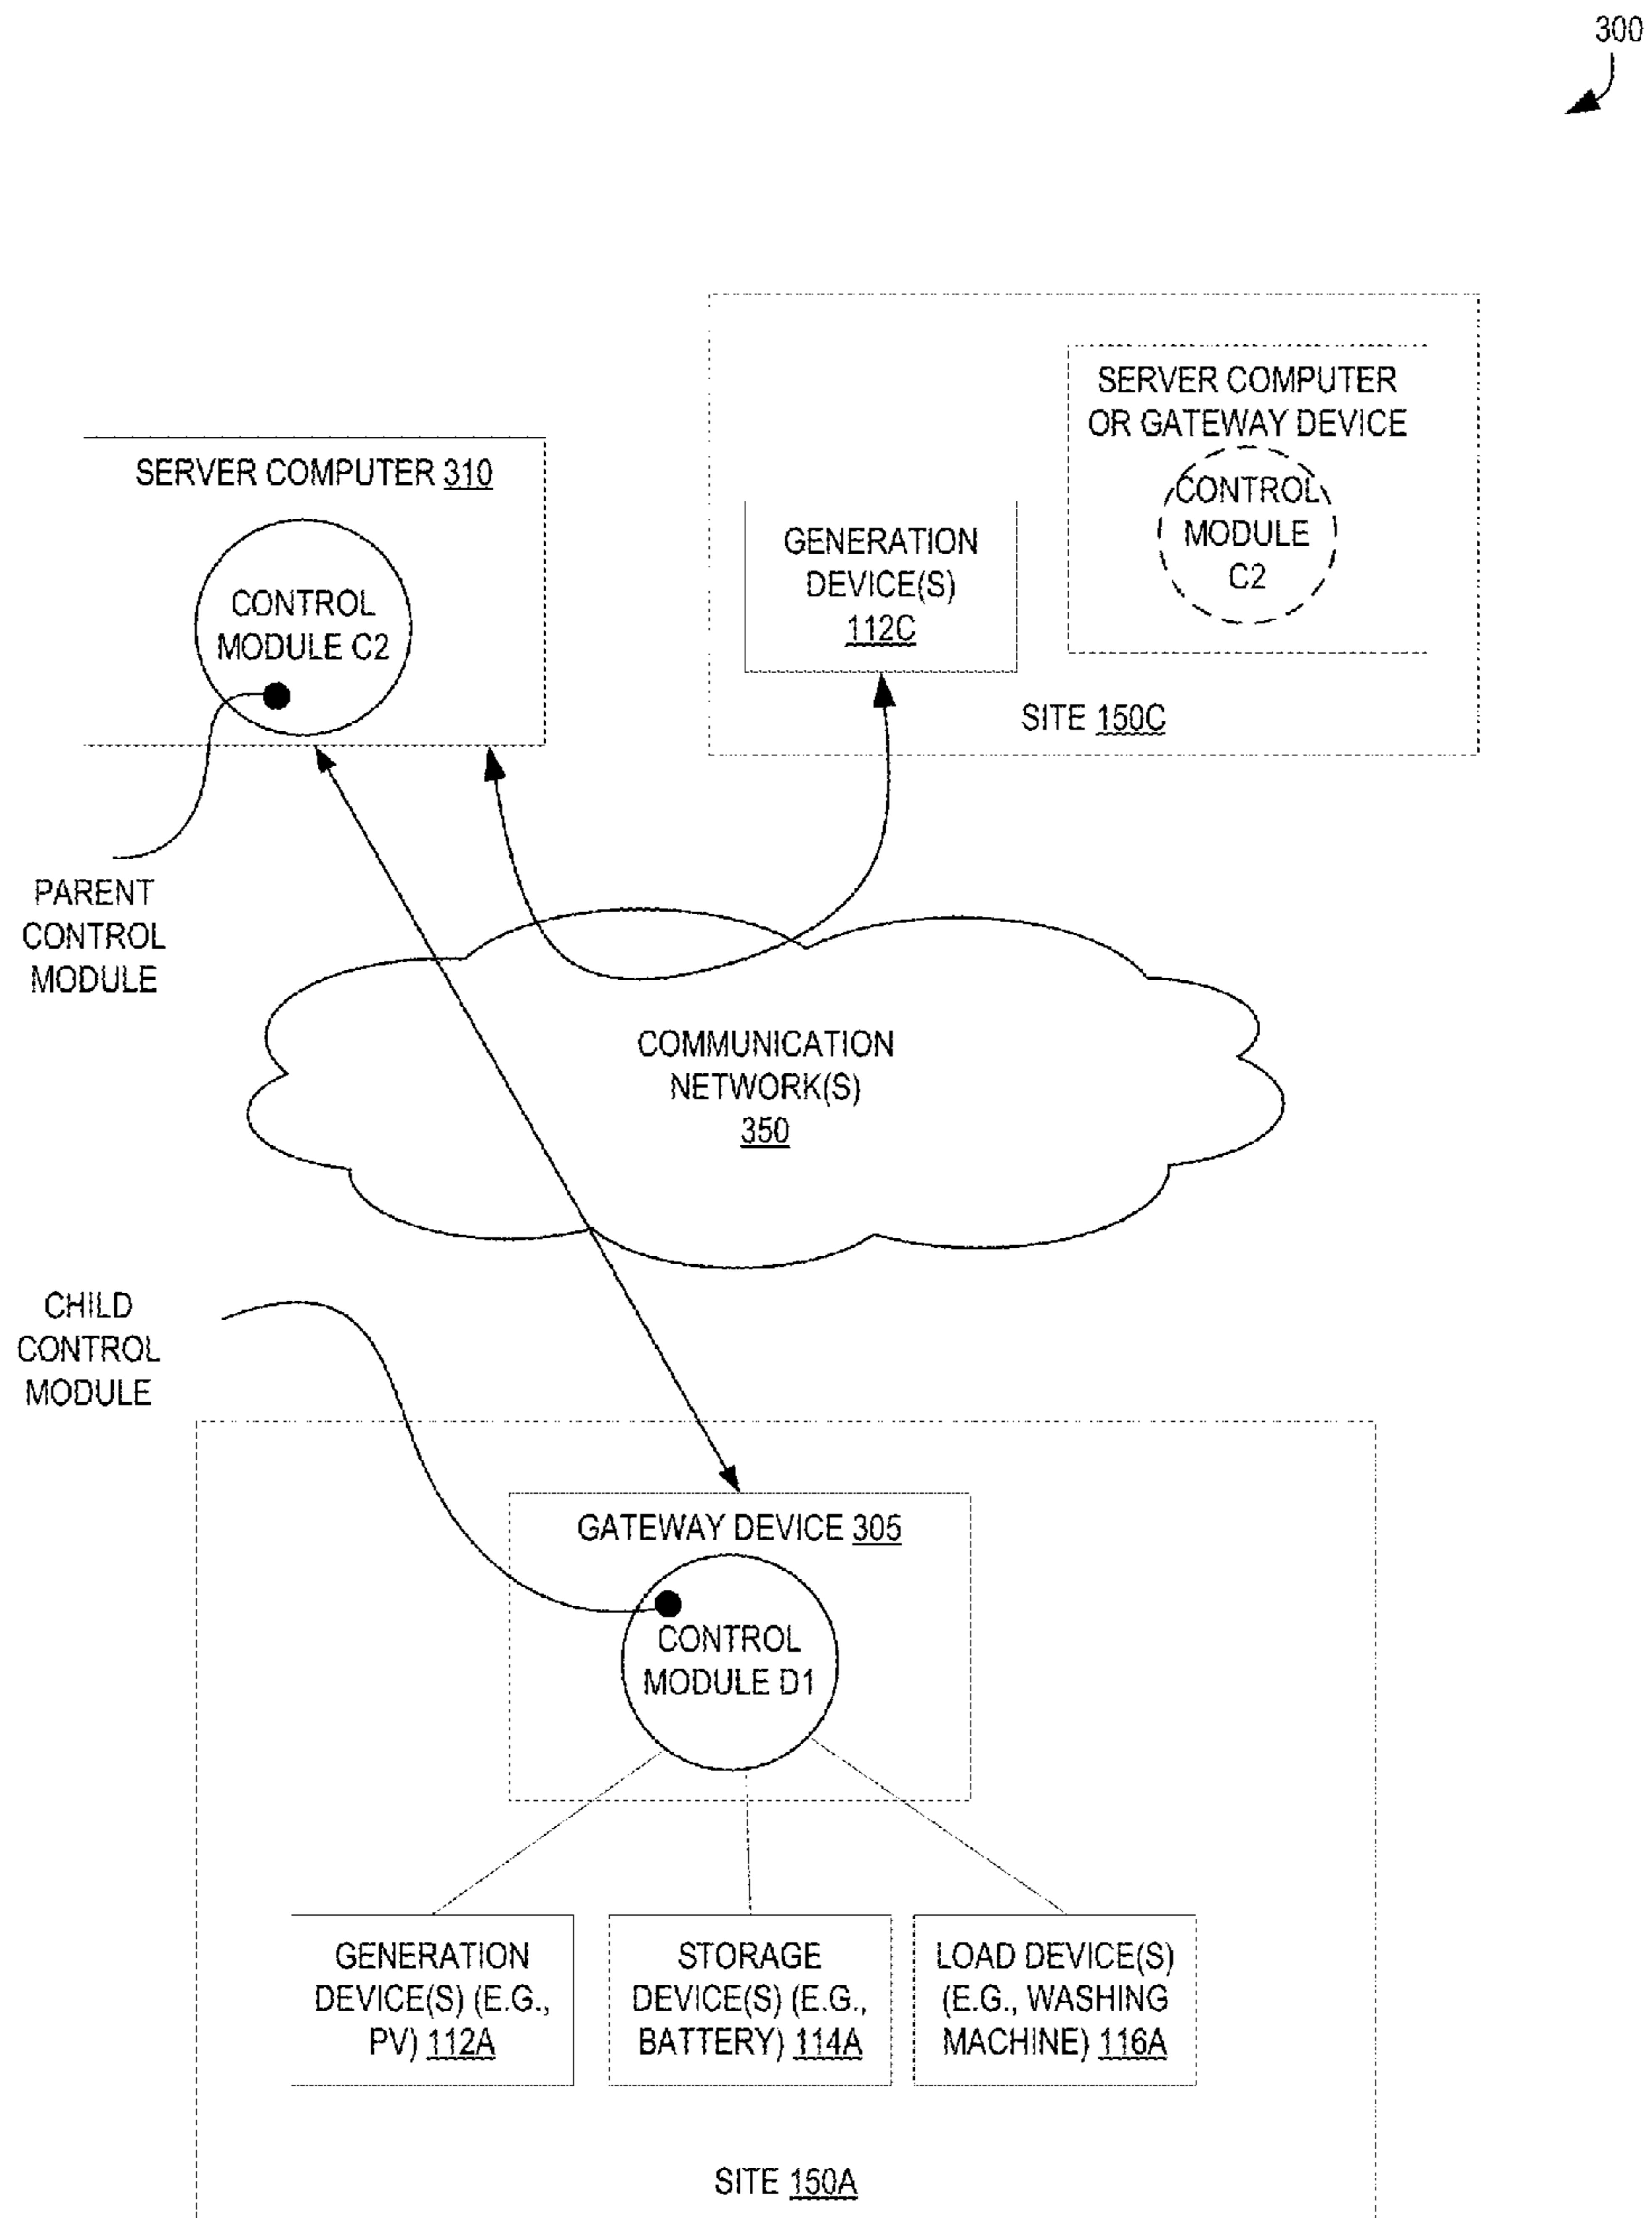 300
SERVER COMPUTER
OR GATEWAY DEVICE
CONTROL
MODULE
C2
SERVER COMPUTER 310
CONTROL
MODULE C2
GENERATION
DEVICE(S)
112C
SITE 150C
PARENT
CONTROL
MODULE
COMMUNICATION
NETWORK(S)
350
CHILD
CONTROL
MODULE
GATEWAY DEVICE 305
CONTROL
MODULE D1
GENERATION
DEVICE(S) (E.G.,
PV) 112A
STORAGE
DEVICE(S) (E.G.,
BATTERY) 114A
LOAD DEVICE(S)
(E.G., WASHING
MACHINE) 116A
SITE 150A